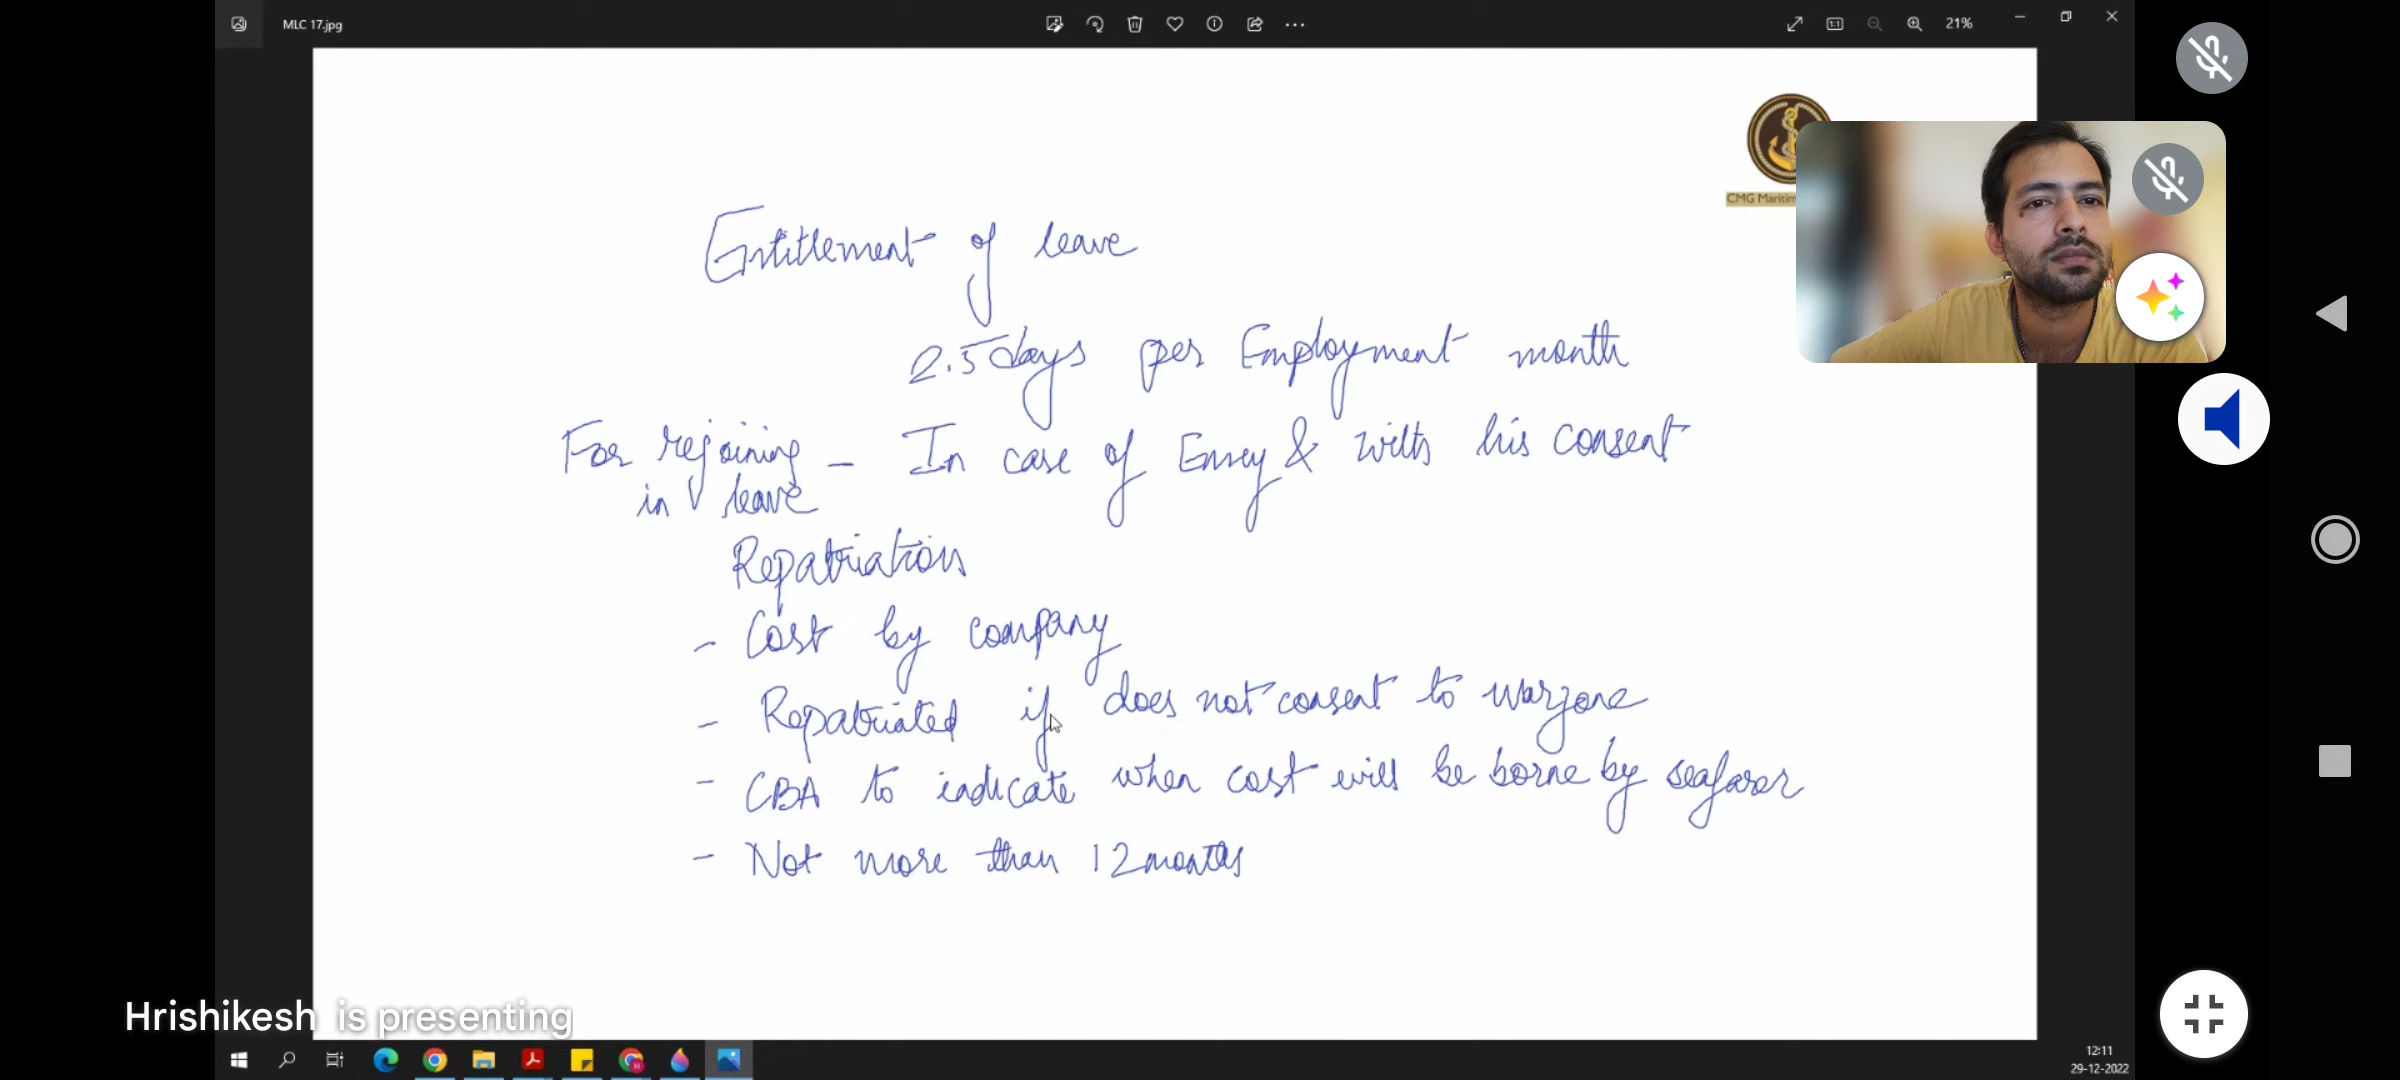 MLC 17.jpg
21%
CMG Maritim
Entitlement of leave
2.5 days per Employment month
For rejoining - In case of Emcy & with his consent
in leave
Repatriation
- Cost by company
- Repatriated if does not consent to warzone
- CBA to indicate when cost will be borne by seafarer
- Not more than 12 months
Hrishikesh is presenting
12:11
29-12-2022